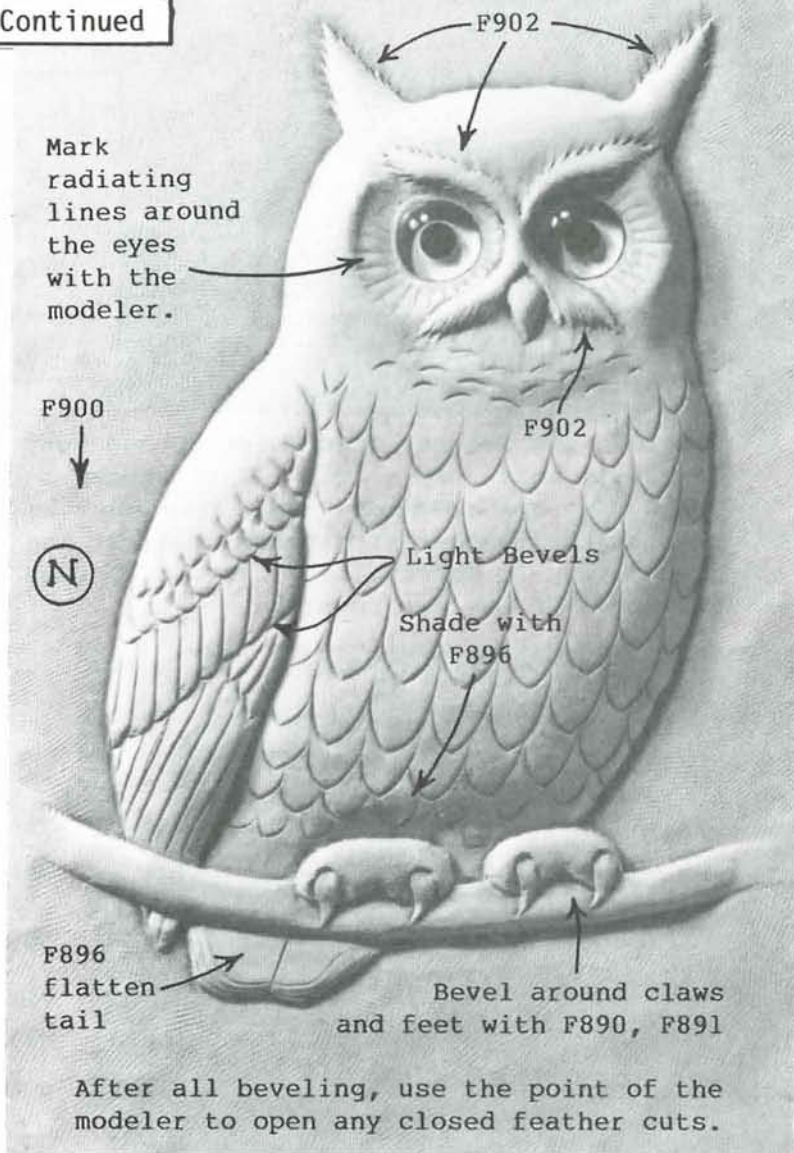 Continued
F902
Mark
radiating
lines around
the eyes
with the
modeler.
F900
F902
N
Light Bevels
Shade with
F896
F896
flatten
tail
Bevel around claws
and feet with F890, F891
After all beveling, use the point of the
modeler to open any closed feather cuts.